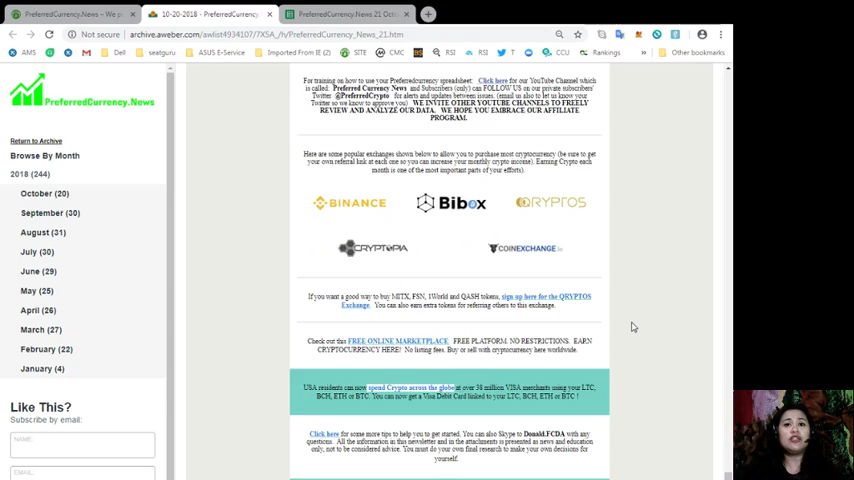 PreferredCurrency.News – We p
10-20-2018 - PreferredCurrency.N
PreferredCurrency.News 21 Octo
Not secure
archive.aweber.com/awlist4934107/7XSA_/h/PreferredCurrency_News_21.htm
AMS
Dell
seatguru
ASUS E-Service
Imported From IE (2)
SITE
CMC
RSI
RSI
T
CCU
Rankings
Other bookmarks
PreferredCurrency.News
Return to Archive
Browse By Month
2018 (244)
October (20)
September (30)
August (31)
July (30)
June (29)
May (25)
April (26)
March (27)
February (22)
January (4)
Like This?
Subscribe by email:
NAME:
EMAIL:
For training on how to use your Preferredcurrency spreadsheet: Click here for our YouTube Channel which
is called: Preferred Currency News and Subscribers (only) can FOLLOW US on our private subscribers'
Twitter @PreferredCrypto for alerts and updates between issues. (email us also to let us know your
Twitter so we know to approve you) WE INVITE OTHER YOUTUBE CHANNELS TO FREELY
REVIEW AND ANALYZE OUR DATA. WE HOPE YOU EMBRACE OUR AFFILIATE
PROGRAM.
Here are some popular exchanges shown below to allow you to purchase most cryptocurrency (be sure to get
your own referral link at each one so you can increase your monthly crypto income). Earning Crypto each
month is one of the most important parts of your efforts).
BINANCE
Bibox
QRYPTOS
CRYPTOPIA
COINEXCHANGE.io
If you want a good way to buy MITX, FSN, 1World and QASH tokens, sign up here for the QRYPTOS
Exchange. You can also earn extra tokens for referring others to this exchange.
Check out this FREE ONLINE MARKETPLACE. FREE PLATFORM. NO RESTRICTIONS. EARN
CRYPTOCURRENCY HERE! No listing fees. Buy or sell with cryptocurrency here worldwide.
USA residents can now spend Crypto across the globe at over 38 million VISA merchants using your LTC,
BCH, ETH or BTC. You can now get a Visa Debit Card linked to your LTC, BCH, ETH or BTC !
Click here for some more tips to help you to get started. You can also Skype to Donald.FCDA with any
questions. All the information in this newsletter and in the attachments is presented as news and education
only, not to be considered advice. You must do your own final research to make your own decisions for
yourself.